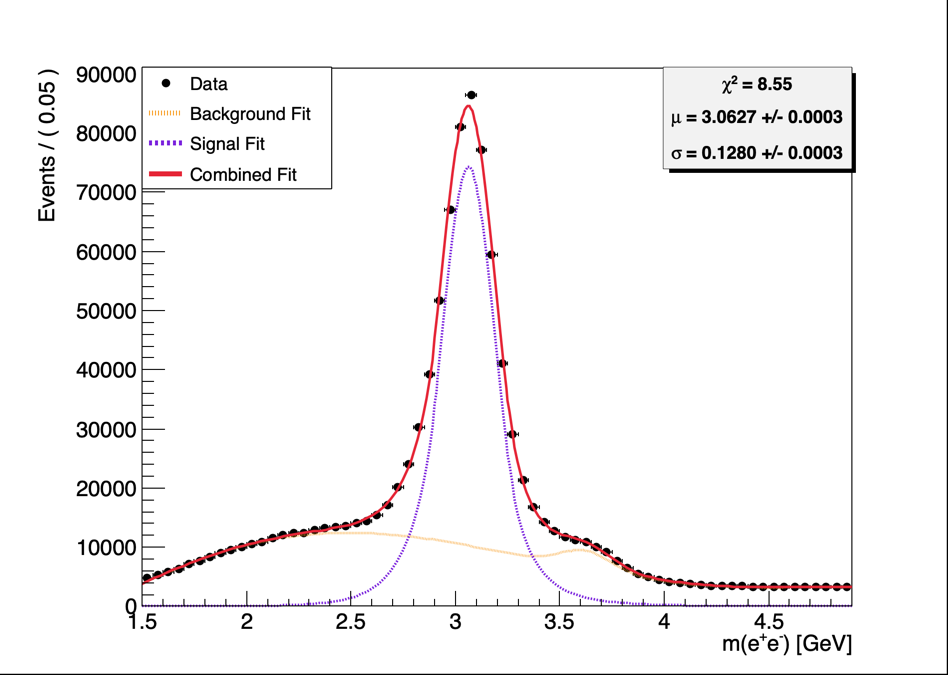 Events / ( 0.05 )
90000
80000
70000
60000
50000
40000
30000
20000
10000
0
Data
Background Fit
Signal Fit
Combined Fit
χ² = 8.55
μ = 3.0627 +/- 0.0003
σ = 0.1280 +/- 0.0003
1.5 2 2.5 3 3.5 4 4.5
m(e⁺e⁻) [GeV]